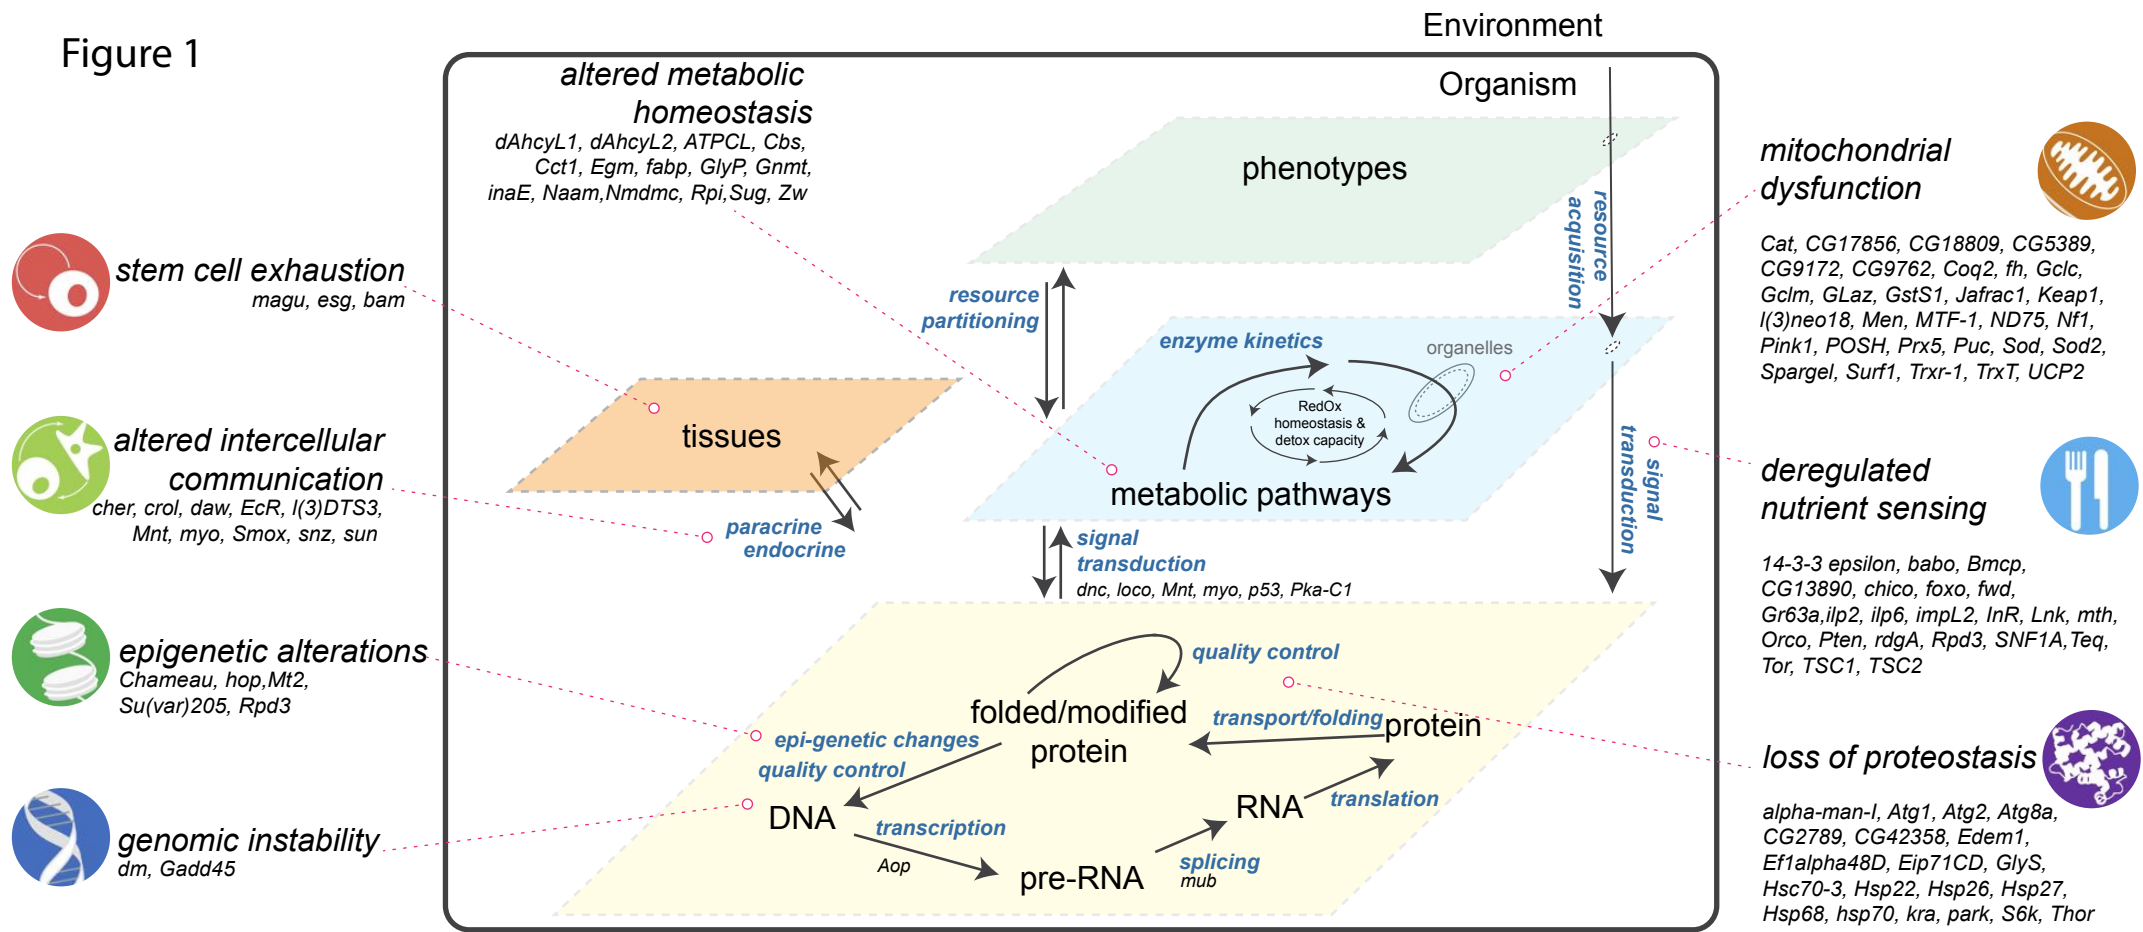 Figure 1
Environment
Organism
altered metabolic
homeostasis
dAhcyL1, dAhcyL2, ATPCL, Cbs,
Cct1, Egm, fabp, GlyP, Gnmt,
inaE, Naam,Nmdmc, Rpi,Sug, Zw
stem cell exhaustion
magu, esg, bam
altered intercellular
communication
cher, crol, daw, EcR, l(3)DTS3,
Mnt, myo, Smox, snz, sun
epigenetic alterations
Chameau, hop,Mt2,
Su(var)205, Rpd3
genomic instability
dm, Gadd45
phenotypes
resource
partitioning
resource
acquisition
tissues
paracrine
endocrine
enzyme kinetics
organelles
RedOx
homeostasis &
detox capacity
metabolic pathways
signal
transduction
dnc, loco, Mnt, myo, p53, Pka-C1
signal
transduction
quality control
folded/modified
protein
transport/folding
protein
epi-genetic changes
quality control
DNA
transcription
Aop
pre-RNA
splicing
mub
RNA
translation
mitochondrial
dysfunction
Cat, CG17856, CG18809, CG5389,
CG9172, CG9762, Coq2, fh, Gclc,
Gclm, GLaz, GstS1, Jafrac1, Keap1,
l(3)neo18, Men, MTF-1, ND75, Nf1,
Pink1, POSH, Prx5, Puc, Sod, Sod2,
Spargel, Surf1, Trxr-1, TrxT, UCP2
deregulated
nutrient sensing
14-3-3 epsilon, babo, Bmcp,
CG13890, chico, foxo, fwd,
Gr63a,ilp2, ilp6, impL2, InR, Lnk, mth,
Orco, Pten, rdgA, Rpd3, SNF1A,Teq,
Tor, TSC1, TSC2
loss of proteostasis
alpha-man-I, Atg1, Atg2, Atg8a,
CG2789, CG42358, Edem1,
Ef1alpha48D, Eip71CD, GlyS,
Hsc70-3, Hsp22, Hsp26, Hsp27,
Hsp68, hsp70, kra, park, S6k, Thor